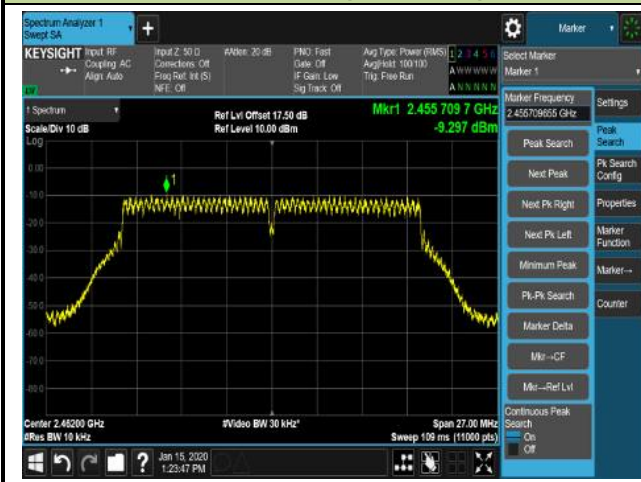 Spectrum Analyzer 1
Swept SA
+
Marker
KEYSIGHT
Input: RF
Coupling: AC
Align: Auto
Input Z: 50 Ω
Corrections: Off
Freq Ref: Int (S)
NFE: Off
#Atten: 20 dB
PNO: Fast
Gate: Off
IF Gain: Low
Sig Track: Off
Avg Type: Power (RMS)
Avg|Hold: 100/100
Trig: Free Run
1 2 3 4 5 6
A W W W W W
A N N N N N
Select Marker
Marker 1
1 Spectrum
Scale/Div 10 dB
Log
Ref Lvl Offset 17.50 dB
Ref Level 10.00 dBm
Mkr1 2.455 709 7 GHz
-9.297 dBm
0.00
-10.0
-20.0
-30.0
-40.0
-50.0
-60.0
-70.0
-80.0
1
Center 2.46200 GHz
#Res BW 10 kHz
#Video BW 30 kHz*
Span 27.00 MHz
Sweep 109 ms (11000 pts)
Marker Frequency
2.455709655 GHz
Peak Search
Next Peak
Next Pk Right
Next Pk Left
Minimum Peak
Pk-Pk Search
Marker Delta
Mkr→CF
Mkr→Ref Lvl
Continuous Peak
Search
On
Off
Settings
Peak
Search
Pk Search
Config
Properties
Marker
Function
Marker→
Counter
?
Jan 15, 2020
1:23:47 PM